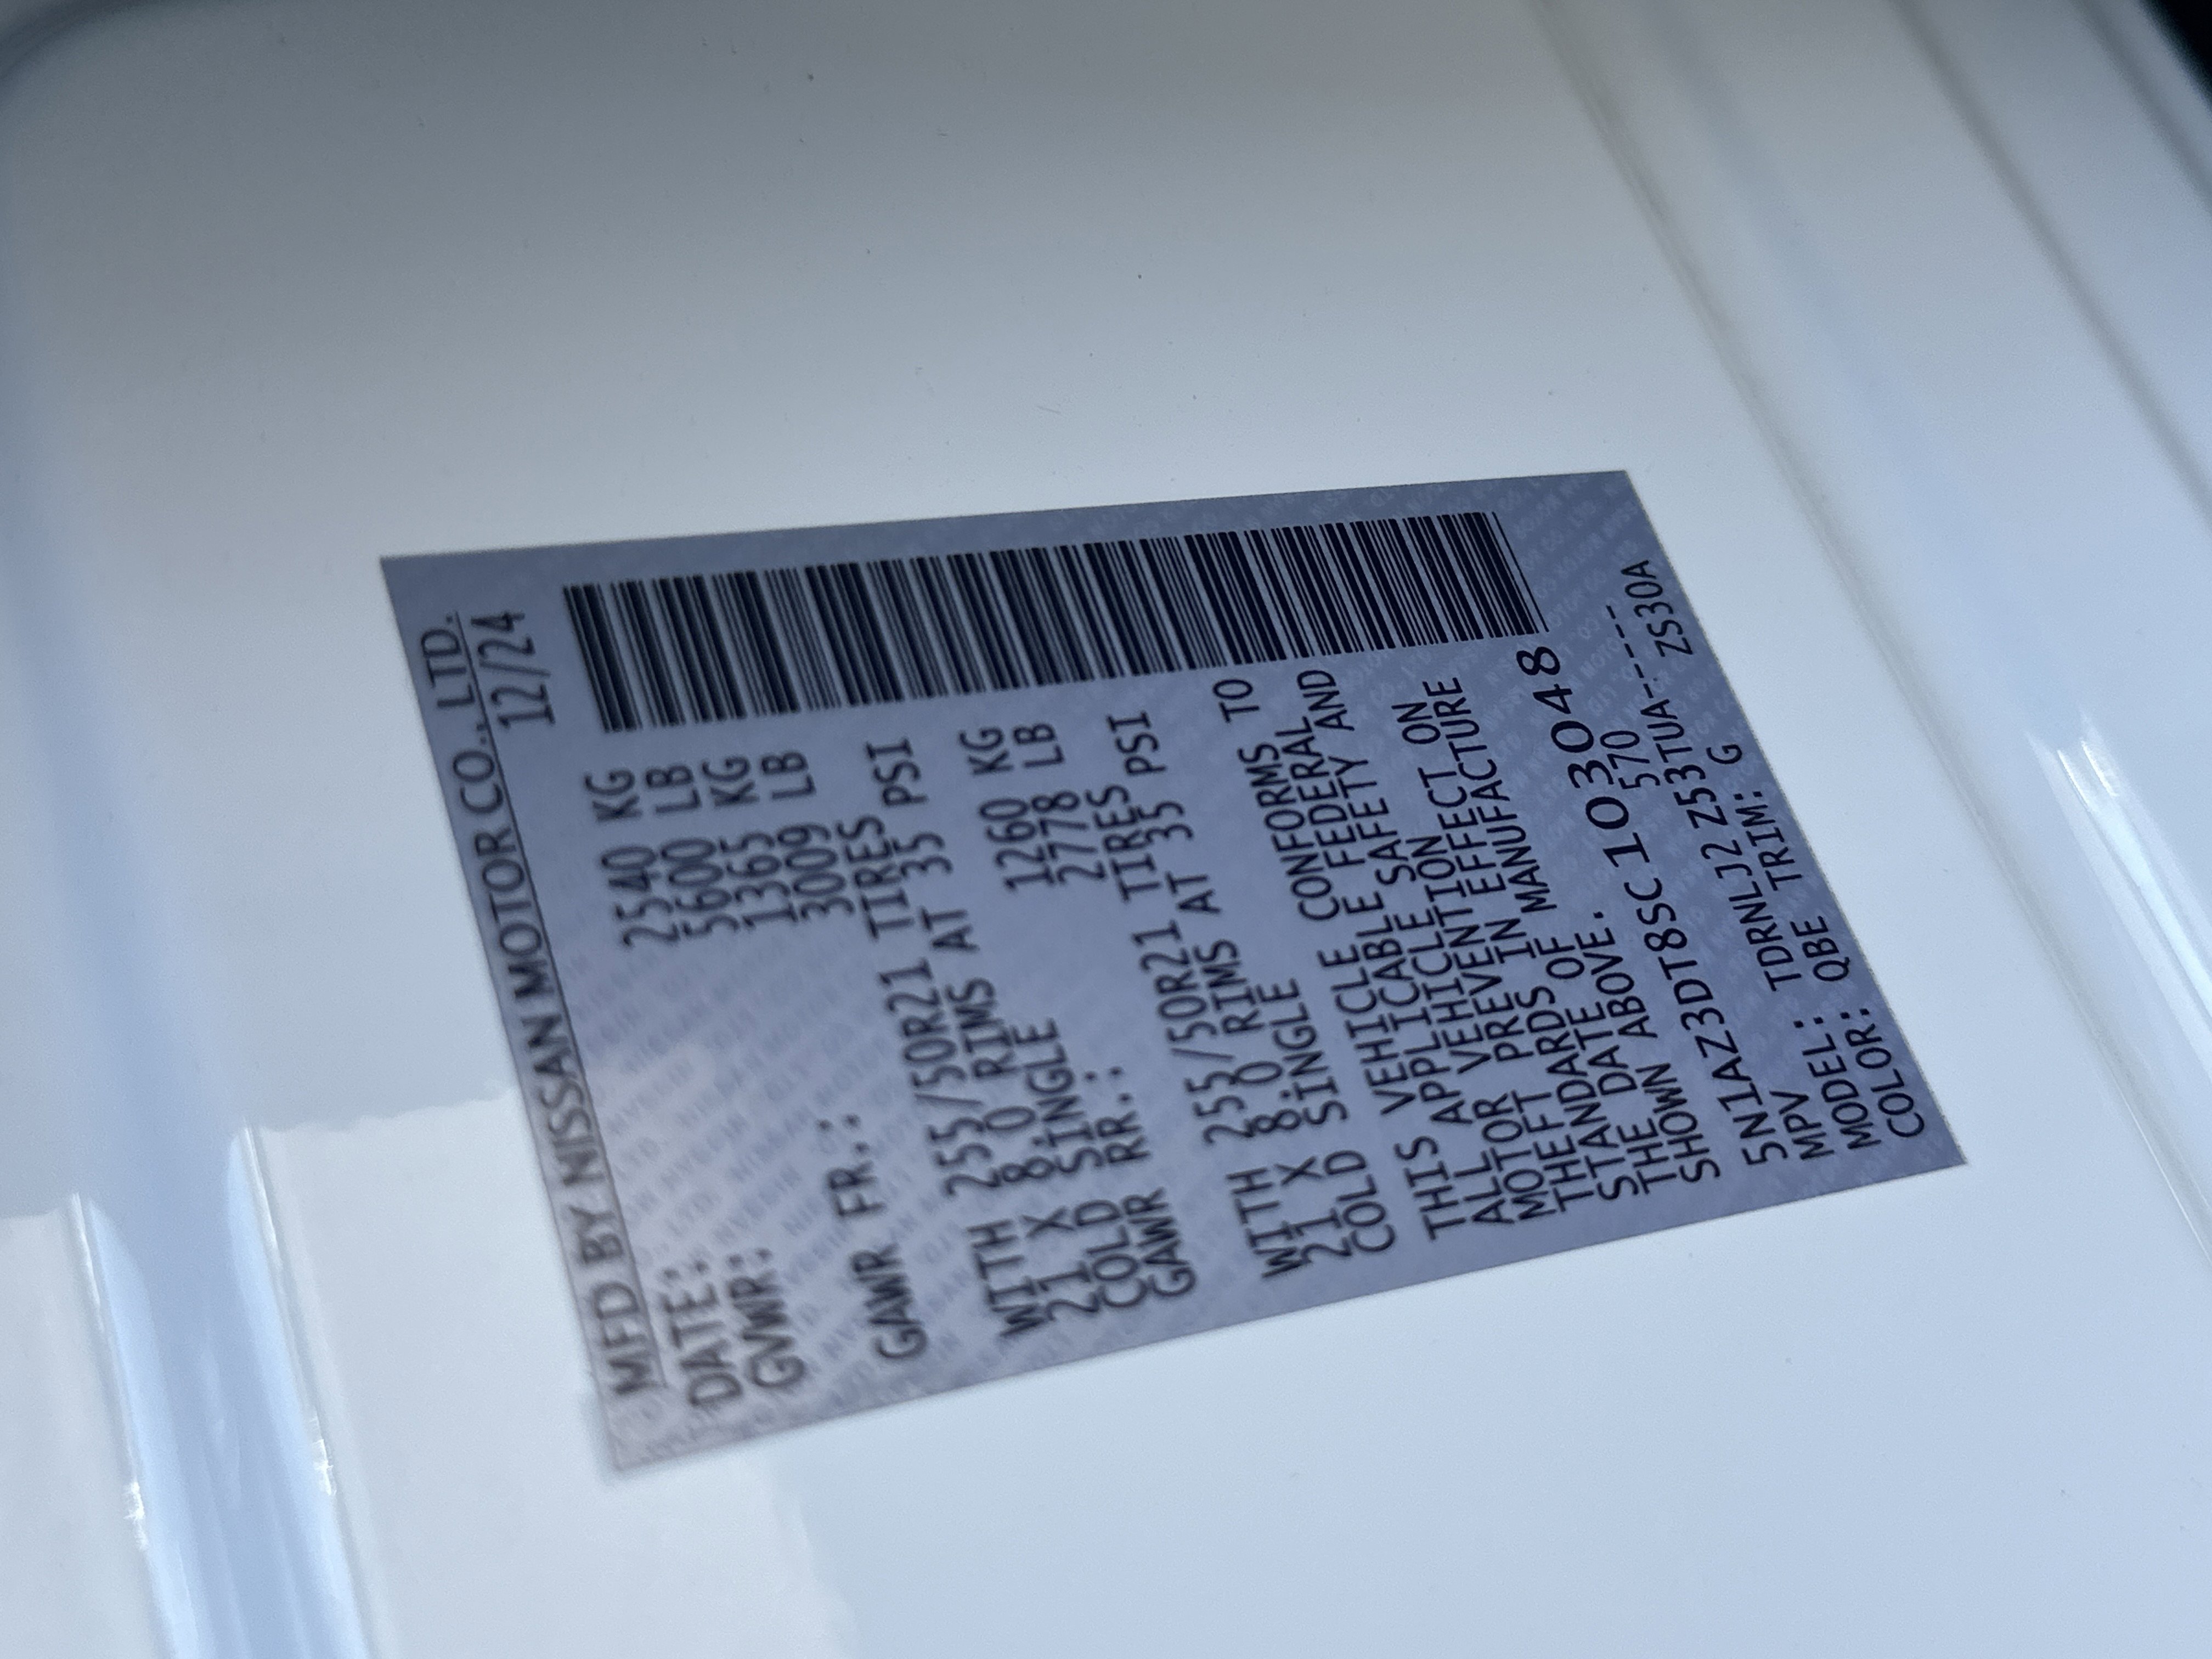 MFD BY NISSAN MOTOR CO., LTD.
DATE: 12/24
GVWR: 2540 KG
5600 LB
GAWR FR.: 1365 KG
3009 LB
WITH 255/50R21 TIRES
21 X 8.0 RIMS AT 35 PSI
COLD SINGLE
GAWR RR.: 1260 KG
2778 LB
WITH 255/50R21 TIRES
21 X 8.0 RIMS AT 35 PSI
COLD SINGLE
THIS VEHICLE CONFORMS TO
ALL APPLICABLE FEDERAL
MOTOR VEHICLE SAFETY AND
THEFT PREVENTION
STANDARDS IN EFFECT ON
THE DATE OF MANUFACTURE
SHOWN ABOVE.
5N1AZ3DT8SC103048
MPV 570
MODEL: TDRNLJ2 Z53TUA-------
COLOR: QBE TRIM: G ZS30A